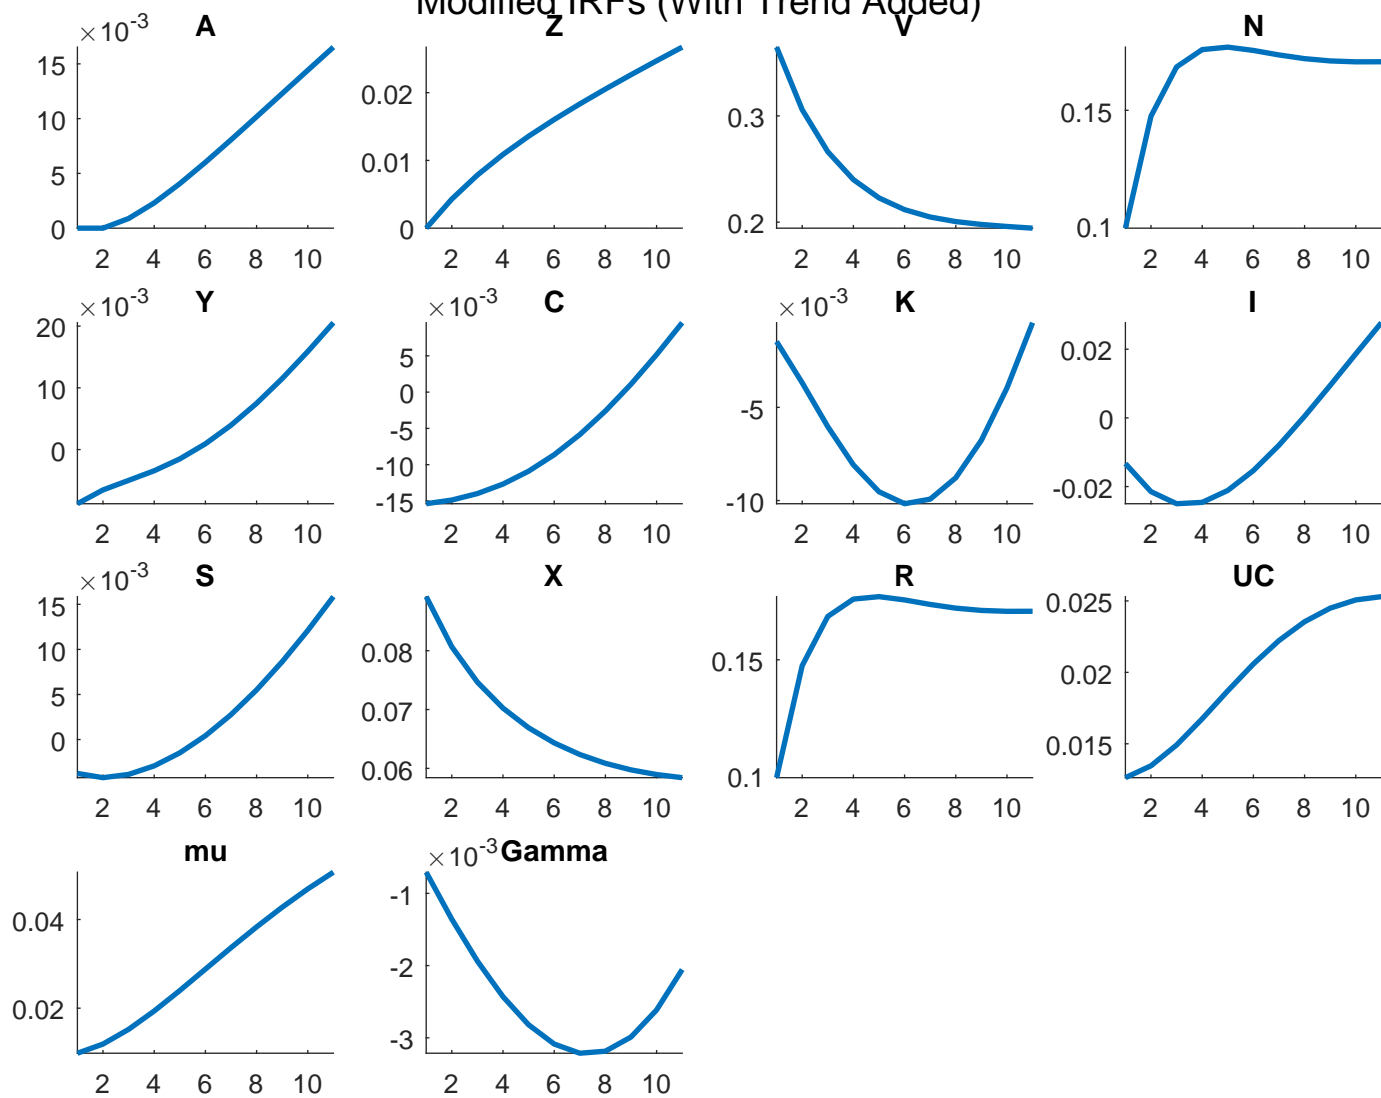 Modified IRFs (With Trend Added)
×10^-3 A
15
10
5
0
2 4 6 8 10
Z
0.02
0.01
0
2 4 6 8 10
V
0.3
0.2
2 4 6 8 10
N
0.15
0.1
2 4 6 8 10
×10^-3 Y
20
10
0
2 4 6 8 10
×10^-3 C
5
0
-5
-10
-15
2 4 6 8 10
×10^-3 K
-5
-10
2 4 6 8 10
I
0.02
0
-0.02
2 4 6 8 10
×10^-3 S
15
10
5
0
2 4 6 8 10
X
0.08
0.07
0.06
2 4 6 8 10
R
0.15
0.1
2 4 6 8 10
UC
0.025
0.02
0.015
2 4 6 8 10
mu
0.04
0.02
2 4 6 8 10
×10^-3 Gamma
-1
-2
-3
2 4 6 8 10